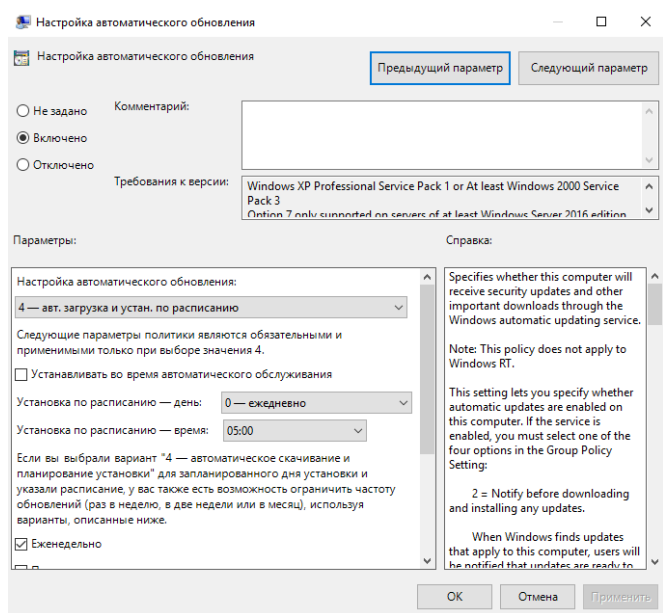 Настройка автоматического обновления
Настройка автоматического обновления
Предыдущий параметр
Следующий параметр
Не задано
Включено
Отключено
Комментарий:
Требования к версии:
Windows XP Professional Service Pack 1 or At least Windows 2000 Service
Pack 3
Option 7 only supported on servers of at least Windows Server 2016 edition
Параметры:
Справка:
Настройка автоматического обновления:
4 — авт. загрузка и устан. по расписанию
Следующие параметры политики являются обязательными и
применимыми только при выборе значения 4.
Устанавливать во время автоматического обслуживания
Установка по расписанию — день:
0 — ежедневно
Установка по расписанию — время:
05:00
Если вы выбрали вариант "4 — автоматическое скачивание и
планирование установки" для запланированного дня установки и
указали расписание, у вас также есть возможность ограничить частоту
обновлений (раз в неделю, в две недели или в месяц), используя
варианты, описанные ниже.
Еженедельно
Specifies whether this computer will
receive security updates and other
important downloads through the
Windows automatic updating service.
Note: This policy does not apply to
Windows RT.
This setting lets you specify whether
automatic updates are enabled on
this computer. If the service is
enabled, you must select one of the
four options in the Group Policy
Setting:
2 = Notify before downloading
and installing any updates.
When Windows finds updates
that apply to this computer, users will
be notified that updates are ready to
ОК
Отмена
Применить